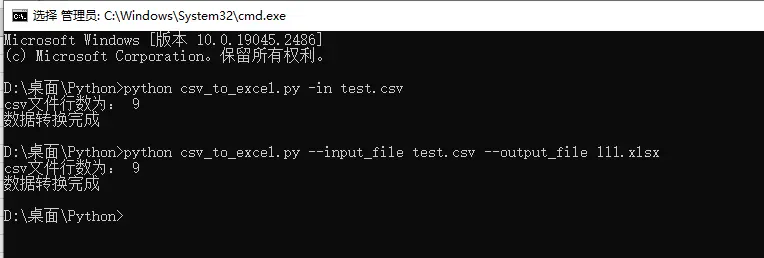 选择 管理员: C:\Windows\System32\cmd.exe
Microsoft Windows [版本 10.0.19045.2486]
(c) Microsoft Corporation。保留所有权利。
D:\桌面\Python>python csv_to_excel.py -in test.csv
csv文件行数为： 9
数据转换完成
D:\桌面\Python>python csv_to_excel.py --input_file test.csv --output_file 111.xlsx
csv文件行数为： 9
数据转换完成
D:\桌面\Python>